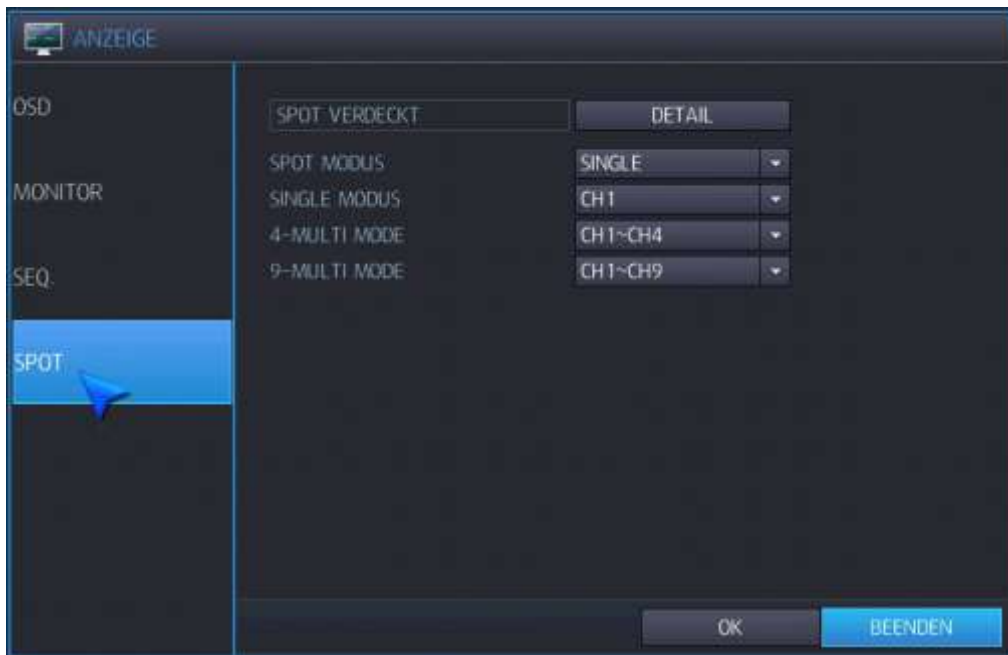 ANZEIGE
OSD
MONITOR
SEQ.
SPOT
SPOT VERDECKT DETAIL
SPOT MODUS SINGLE
SINGLE MODUS CH1
4-MULTI MODE CH1~CH4
9-MULTI MODE CH1~CH9
OK BEENDEN